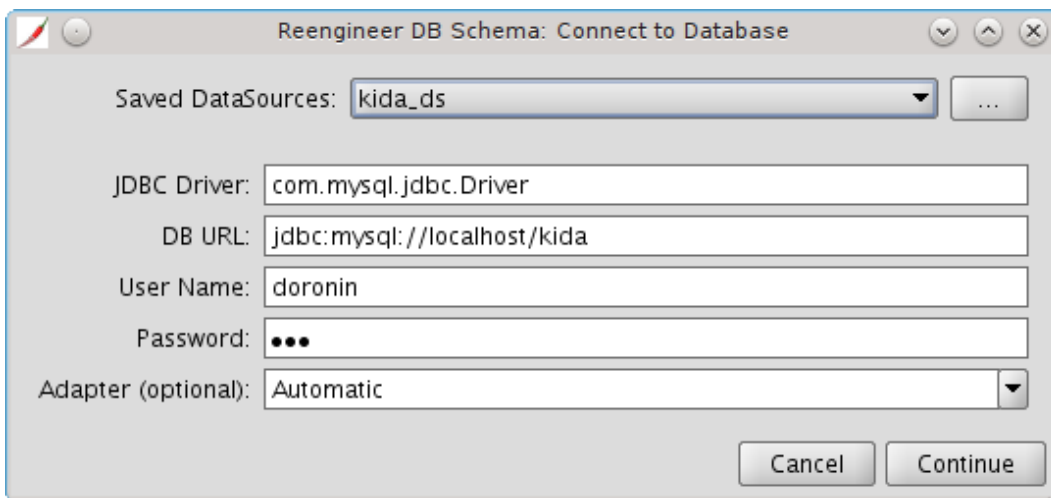 Reengineer DB Schema: Connect to Database
Saved DataSources: kida_ds ...
JDBC Driver: com.mysql.jdbc.Driver
DB URL: jdbc:mysql://localhost/kida
User Name: doronin
Password: •••
Adapter (optional): Automatic
Cancel Continue